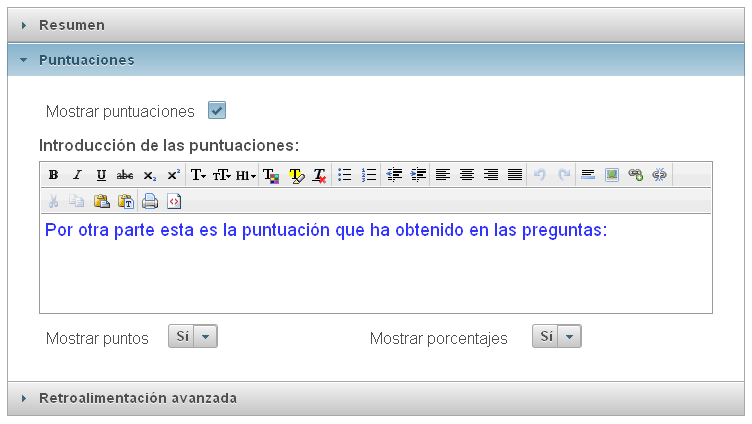 Resumen
Puntuaciones
Mostrar puntuaciones
Introducción de las puntuaciones:
B I U abc x₂ x² T TT H1 T T T
Por otra parte esta es la puntuación que ha obtenido en las preguntas:
Mostrar puntos Sí Mostrar porcentajes Sí
Retroalimentación avanzada